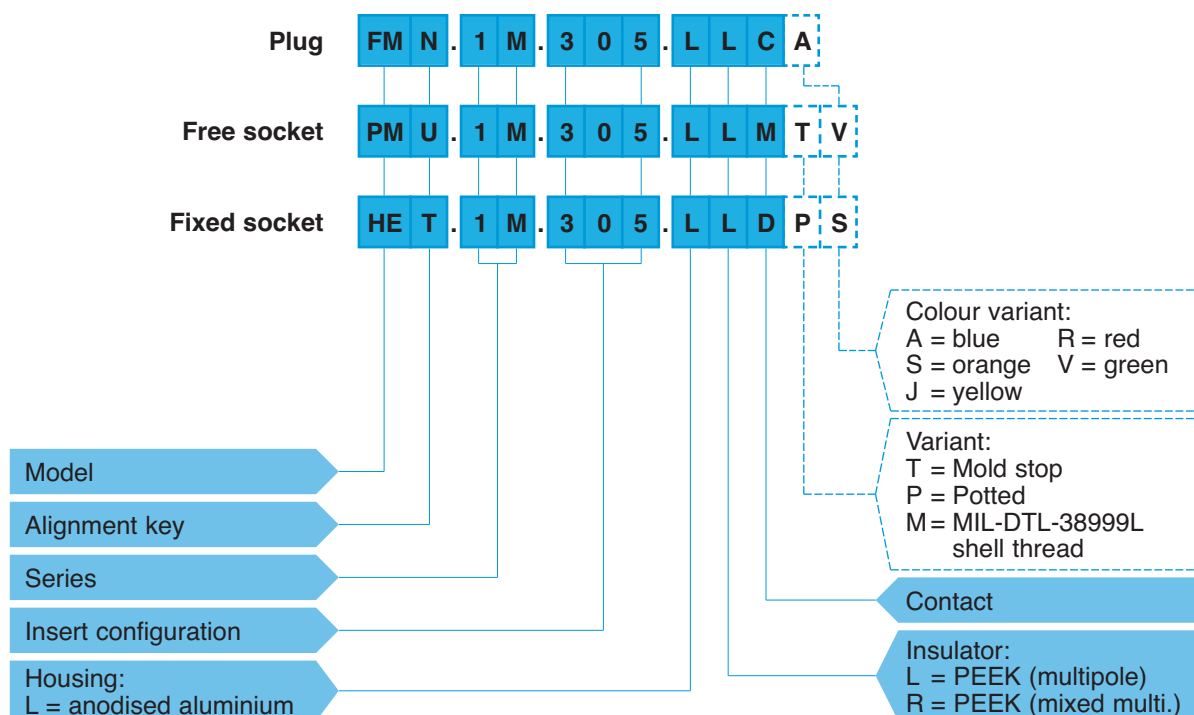 Plug FM N . 1 M . 3 0 5 . L L C A
Free socket PM U . 1 M . 3 0 5 . L L M T V
Fixed socket HE T . 1 M . 3 0 5 . L L D P S
Colour variant:
A = blue R = red
S = orange V = green
J = yellow
Variant:
T = Mold stop
P = Potted
M = MIL-DTL-38999L
shell thread
Model
Alignment key
Series
Insert configuration
Housing:
L = anodised aluminium
Contact
Insulator:
L = PEEK (multipole)
R = PEEK (mixed multi.)